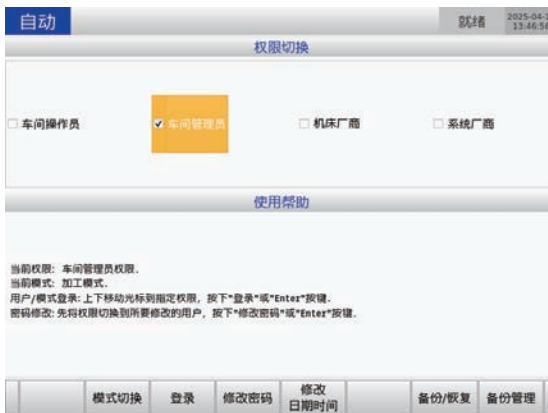 自动
就绪
2025-04-1
13:46:56
权限切换
车间操作员
车间管理员
机床厂商
系统厂商
使用帮助
当前权限: 车间管理员权限.
当前模式: 加工模式.
用户/模式登录: 上下移动光标到指定权限, 按下"登录"或"Enter"按键.
密码修改: 先将权限切换到所要修改的用户, 按下"修改密码"或"Enter"按键.
模式切换
登录
修改密码
修改
日期时间
备份/恢复
备份管理